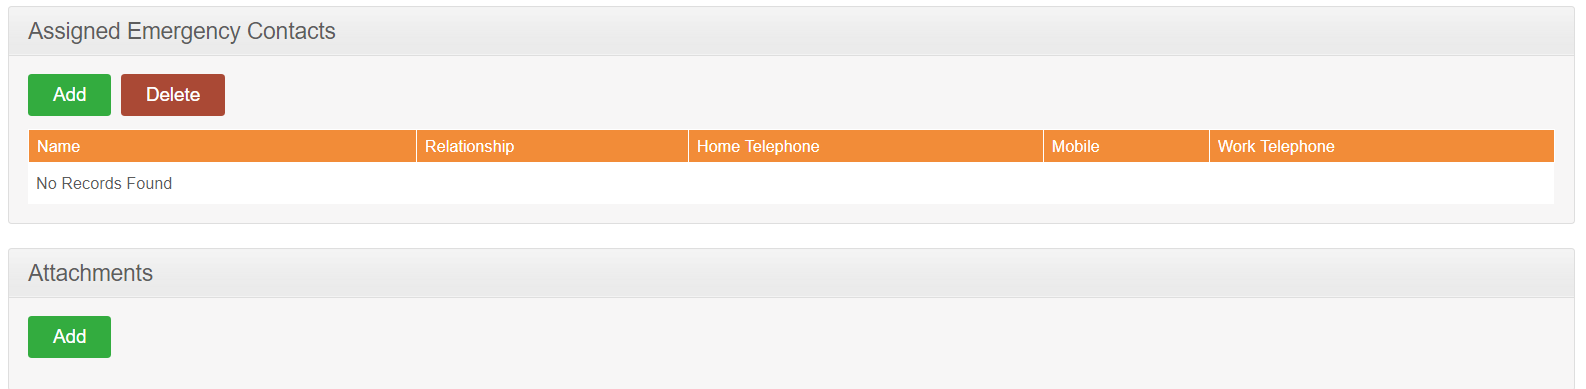 Assigned Emergency Contacts
Add Delete
Name Relationship Home Telephone Mobile Work Telephone
No Records Found
Attachments
Add